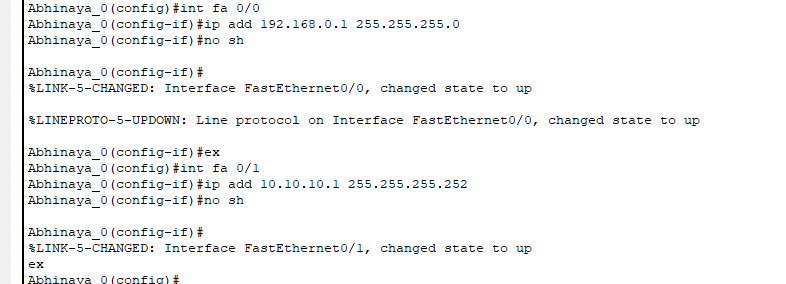 Abhinaya_0(config)#int fa 0/0
Abhinaya_0(config-if)#ip add 192.168.0.1 255.255.255.0
Abhinaya_0(config-if)#no sh
Abhinaya_0(config-if)#
%LINK-5-CHANGED: Interface FastEthernet0/0, changed state to up
%LINEPROTO-5-UPDOWN: Line protocol on Interface FastEthernet0/0, changed state to up
Abhinaya_0(config-if)#ex
Abhinaya_0(config)#int fa 0/1
Abhinaya_0(config-if)#ip add 10.10.10.1 255.255.255.252
Abhinaya_0(config-if)#no sh
Abhinaya_0(config-if)#
%LINK-5-CHANGED: Interface FastEthernet0/1, changed state to up
ex
Abhinaya_0(config)#